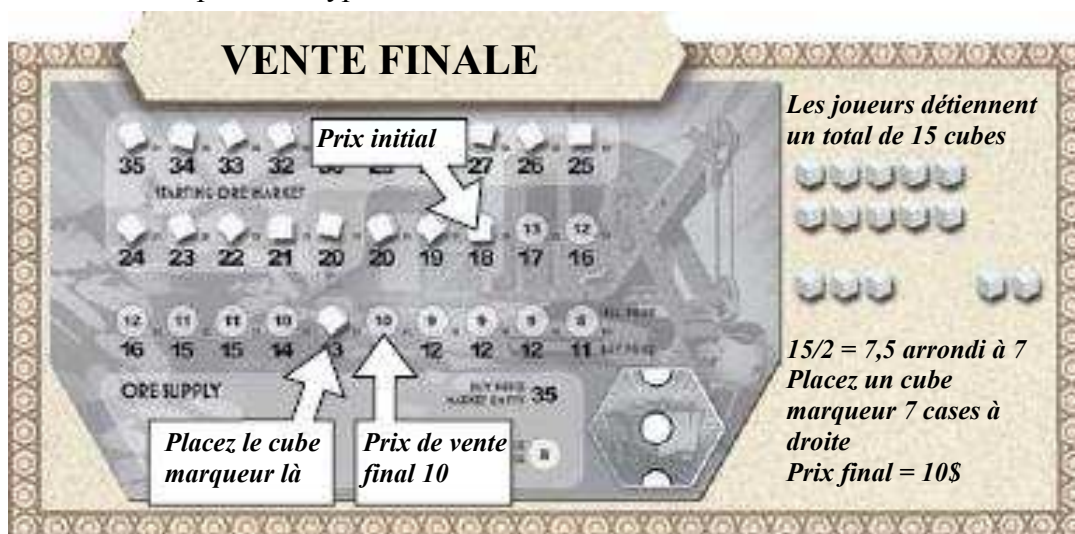 VENTE FINALE
Prix initial
35 34 33 32 27 26 25
STARTING ORE MARKET
13 12
24 23 22 21 20 20 19 18 17 16
12 11 11 10 10 9 9 9 8
16 15 15 14 13 12 12 12 11
ORE SUPPLY
BUY PRICE
35
8
Placez le cube
marqueur là
Prix de vente
final 10
Les joueurs détiennent
un total de 15 cubes
15/2 = 7,5 arrondi à 7
Placez un cube
marqueur 7 cases à
droite
Prix final = 10$